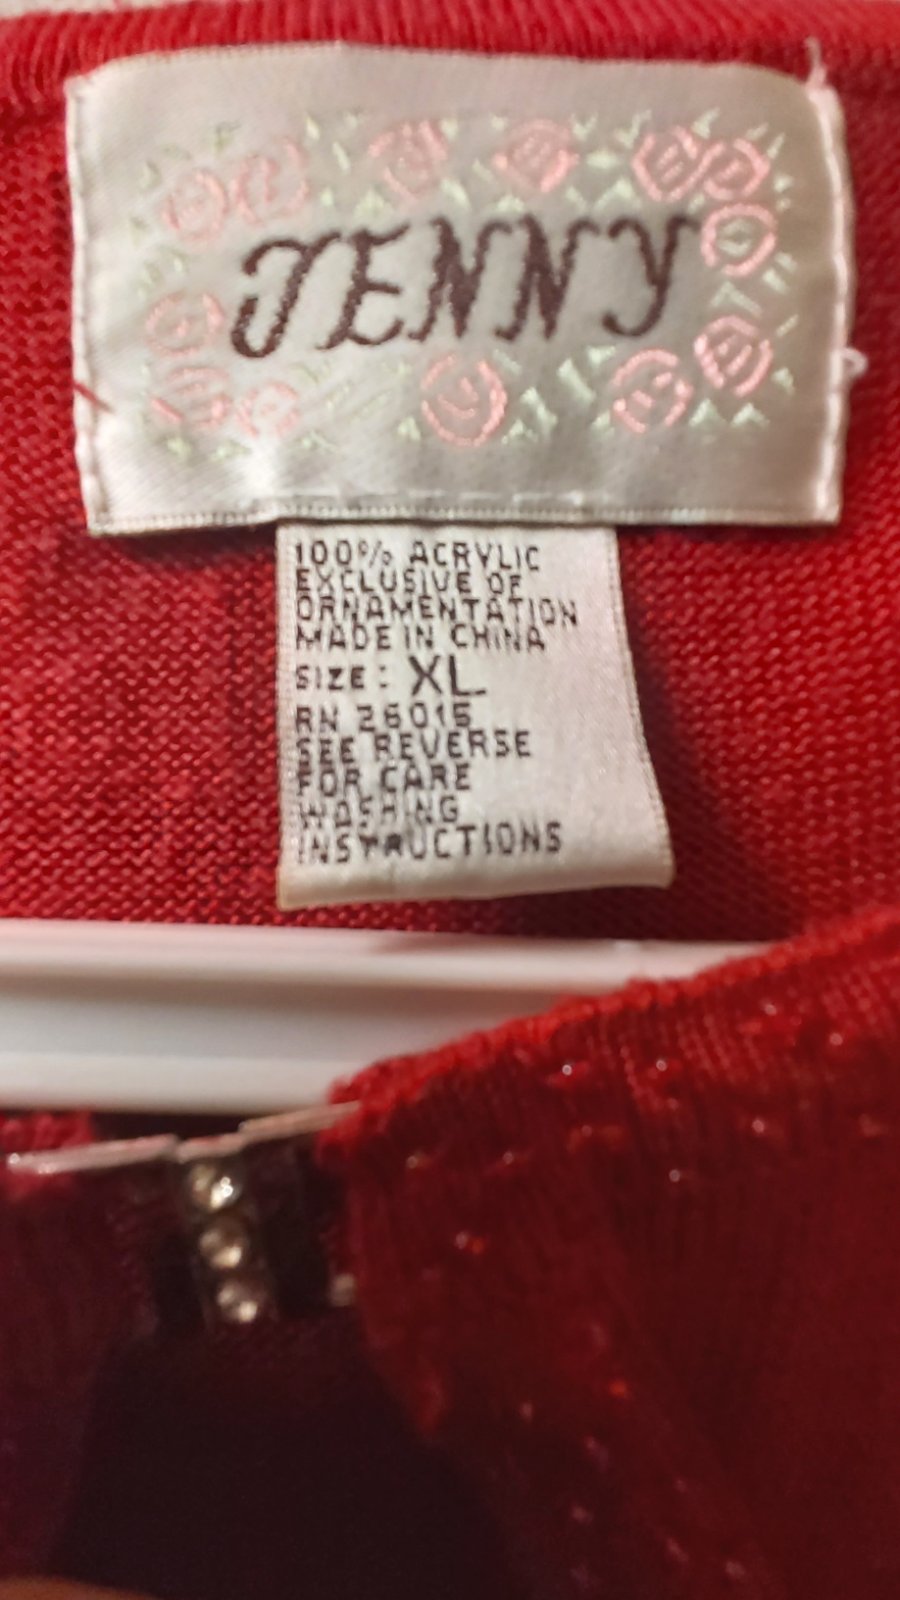 JENNY
100% ACRYLIC
EXCLUSIVE OF
ORNAMENTATION
MADE IN CHINA
SIZE: XL
RN 26015
SEE REVERSE
FOR CARE
WASHING
INSTRUCTIONS